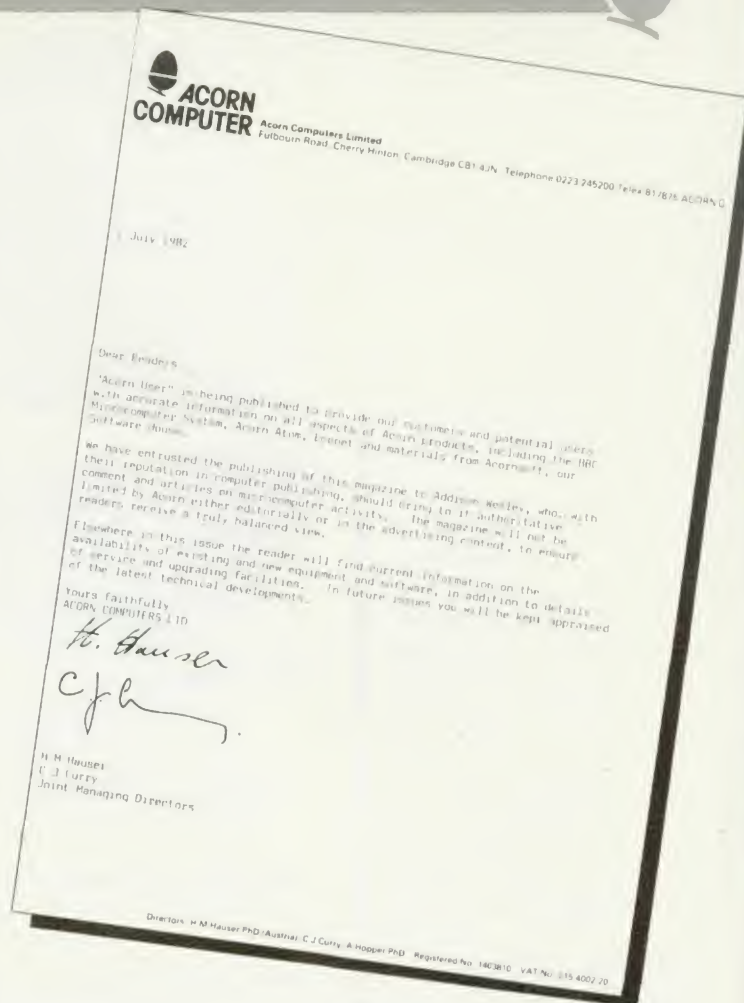 ACORN
COMPUTER
Acorn Computers Limited
Fulbourn Road, Cherry Hinton, Cambridge CB1 4JN Telephone 0223 245200 Telex 817875 ACORN G
July 1982
Dear Readers
"Acorn User" is being published to provide our customers and potential users
with accurate information on all aspects of Acorn products, including the BBC
Microcomputer System, Acorn Atom, Econet and materials from Acornsoft, our
Software House.
We have entrusted the publishing of this magazine to Addison Wesley, who, with
their reputation in computer publishing, should bring to it authoritative
comment and articles on microcomputer activity. The magazine will not be
limited by Acorn either editorially or in the advertising content, to ensure
readers receive a truly balanced view.
Elsewhere in this issue the reader will find current information on the
availability of existing and new equipment and software, in addition to details
of service and upgrading facilities. In future issues you will be kept appraised
of the latest technical developments.
Yours faithfully
ACORN COMPUTERS LTD
H. Hauser
H M Hauser
C J Curry
Joint Managing Directors
Directors H M Hauser PhD (Austria) C J Curry A Hopper PhD Registered No 1403810 VAT No 315 4002 20